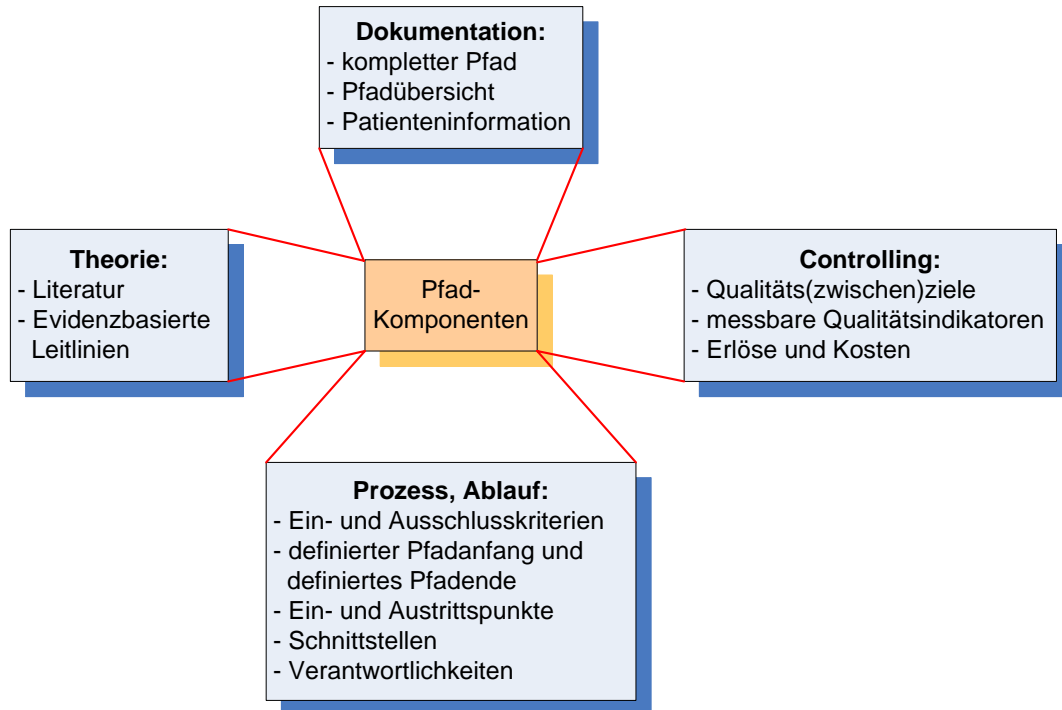 Dokumentation:
- kompletter Pfad
- Pfadübersicht
- Patienteninformation
Theorie:
- Literatur
- Evidenzbasierte
Leitlinien
Pfad-
Komponenten
Controlling:
- Qualitäts(zwischen)ziele
- messbare Qualitätsindikatoren
- Erlöse und Kosten
Prozess, Ablauf:
- Ein- und Ausschlusskriterien
- definierter Pfadanfang und
definiertes Pfadende
- Ein- und Austrittspunkte
- Schnittstellen
- Verantwortlichkeiten